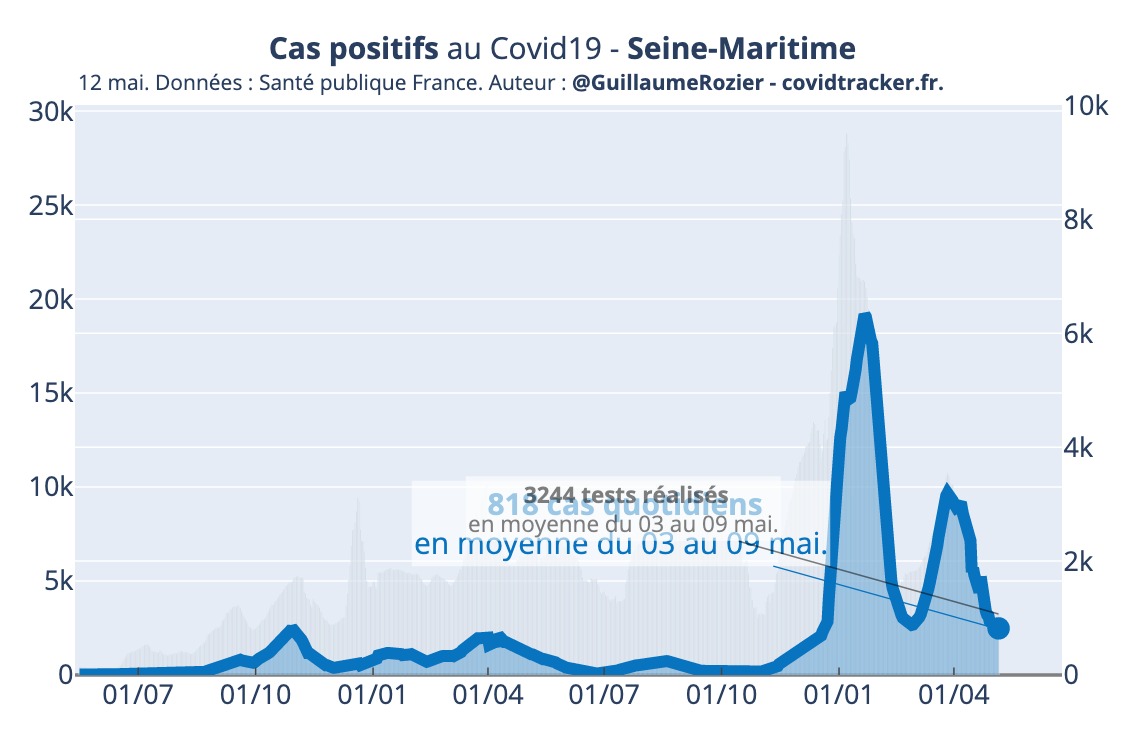 Cas positifs au Covid19 - Seine-Maritime
12 mai. Données : Santé publique France. Auteur : @GuillaumeRozier - covidtracker.fr.
30k
10k
25k
8k
20k
6k
15k
4k
10k
3244 tests réalisés
818 cas quotidiens
en moyenne du 03 au 09 mai.
en moyenne du 03 au 09 mai.
2k
5k
0
0
01/07 01/10 01/01 01/04 01/07 01/10 01/01 01/04